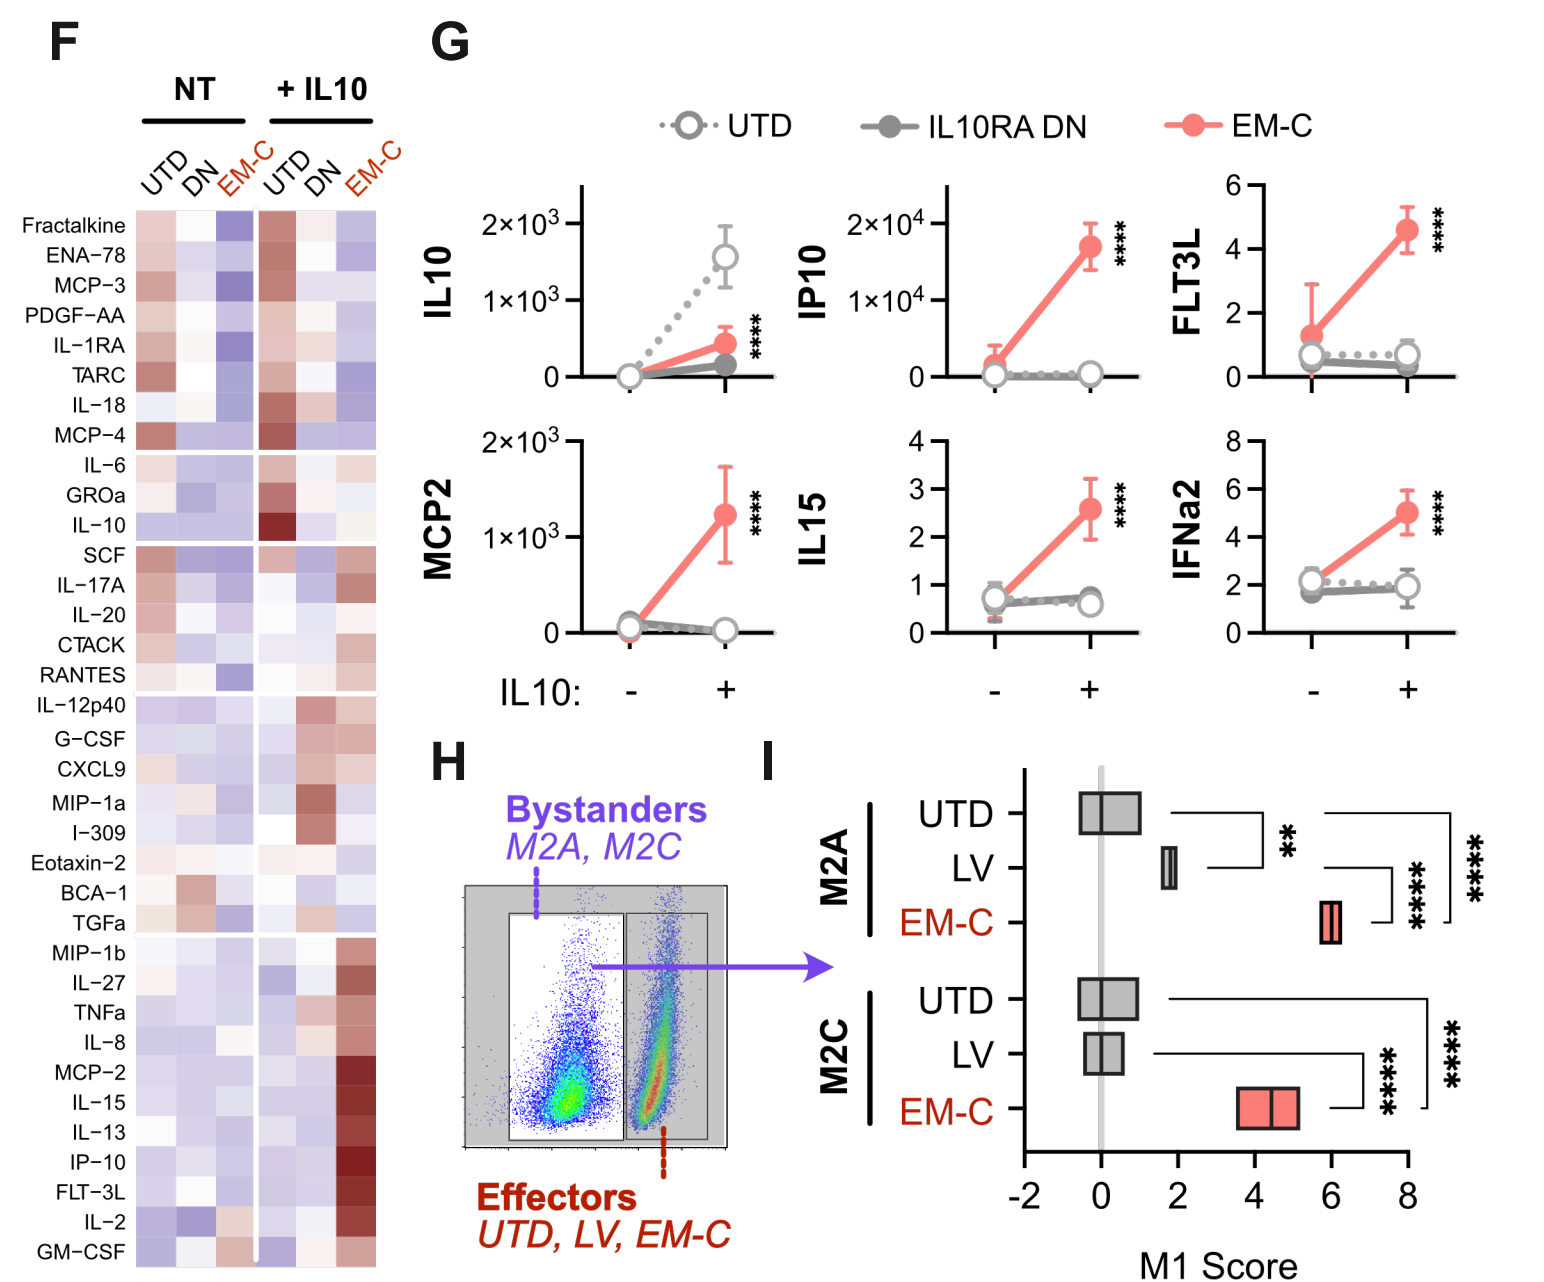 F
NT
+ IL10
UTD
DN
EM-C
UTD
DN
EM-C
Fractalkine
ENA−78
MCP−3
PDGF−AA
IL−1RA
TARC
IL−18
MCP−4
IL−6
GROa
IL−10
SCF
IL−17A
IL−20
CTACK
RANTES
IL−12p40
G−CSF
CXCL9
MIP−1a
I−309
Eotaxin−2
BCA−1
TGFa
MIP−1b
IL−27
TNFa
IL−8
MCP−2
IL−15
IL−13
IP−10
FLT−3L
IL−2
GM−CSF
G
UTD
IL10RA DN
EM-C
IL10
2×10³
1×10³
0
****
IP10
2×10⁴
1×10⁴
0
****
FLT3L
6
4
2
0
****
MCP2
2×10³
1×10³
0
****
IL15
4
3
2
1
0
****
IFNa2
8
6
4
2
0
****
IL10: - + - + - +
H
Bystanders
M2A, M2C
Effectors
UTD, LV, EM-C
I
M2A
UTD
LV
EM-C
**
****
****
M2C
UTD
LV
EM-C
****
****
-2 0 2 4 6 8
M1 Score